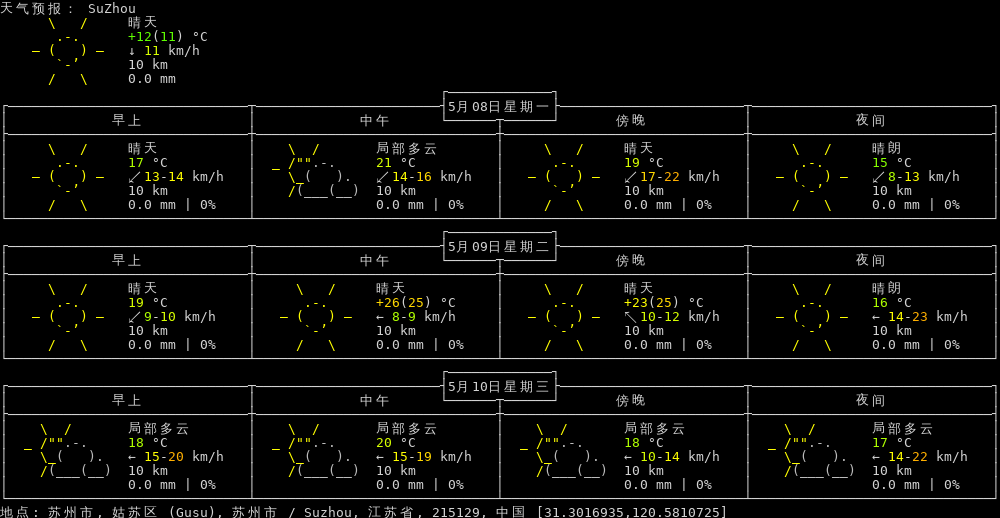 天气预报: SuZhou
晴天
+12(11) °C
↓ 11 km/h
10 km
0.0 mm
5月08日星期一
早上 中午 傍晚 夜间
晴天 局部多云 晴天 晴朗
17 °C 21 °C 19 °C 15 °C
↙ 13-14 km/h ↙ 14-16 km/h ↙ 17-22 km/h ↙ 8-13 km/h
10 km 10 km 10 km 10 km
0.0 mm | 0% 0.0 mm | 0% 0.0 mm | 0% 0.0 mm | 0%
5月09日星期二
早上 中午 傍晚 夜间
晴天 晴天 晴天 晴朗
19 °C +26(25) °C +23(25) °C 16 °C
↙ 9-10 km/h ← 8-9 km/h ↖ 10-12 km/h ← 14-23 km/h
10 km 10 km 10 km 10 km
0.0 mm | 0% 0.0 mm | 0% 0.0 mm | 0% 0.0 mm | 0%
5月10日星期三
早上 中午 傍晚 夜间
局部多云 局部多云 局部多云 局部多云
18 °C 20 °C 18 °C 17 °C
← 15-20 km/h ← 15-19 km/h ← 10-14 km/h ← 14-22 km/h
10 km 10 km 10 km 10 km
0.0 mm | 0% 0.0 mm | 0% 0.0 mm | 0% 0.0 mm | 0%
地点: 苏州市, 姑苏区 (Gusu), 苏州市 / Suzhou, 江苏省, 215129, 中国 [31.3016935,120.5810725]